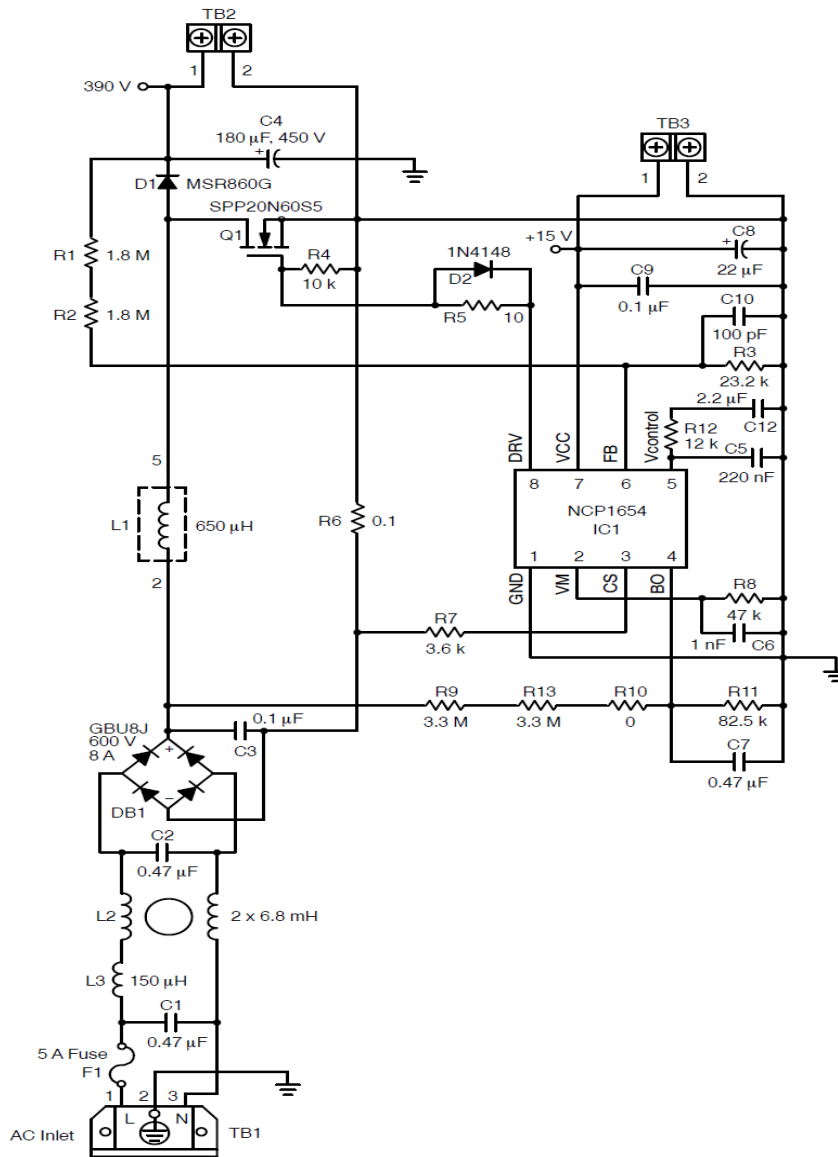 TB2
1 2
390 V
C4
180 µF, 450 V
+
TB3
1 2
D1 MSR860G
SPP20N60S5
Q1
R4
10 k
R1 1.8 M
R2 1.8 M
1N4148
D2
R5 10
+15 V
+
C8
22 µF
C9
0.1 µF
C10
100 pF
R3
23.2 k
2.2 µF
C12
R12
12 k
C5
220 nF
DRV
VCC
FB
Vcontrol
8 7 6 5
NCP1654
IC1
1 2 3 4
GND
VM
CS
BO
5
L1 650 µH
2
R6 0.1
R8
47 k
1 nF C6
R7
3.6 k
R9
3.3 M
R13
3.3 M
R10
0
R11
82.5 k
C7
0.47 µF
GBU8J
600 V
8 A
0.1 µF
C3
+
−
DB1
C2
0.47 µF
L2 2 x 6.8 mH
L3 150 µH
C1
0.47 µF
5 A Fuse
F1
1 2 3
L N
AC Inlet
TB1